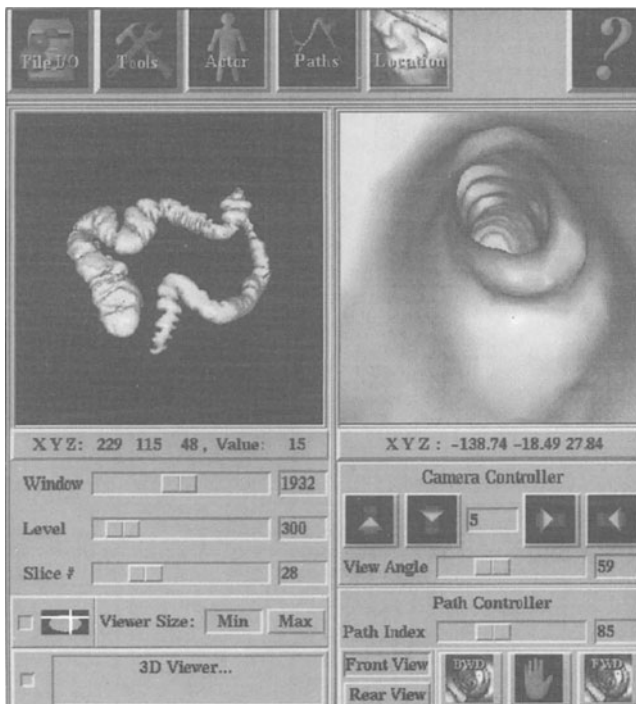 File I/O Tools Actor Paths Location ?
X Y Z: 229 115 48, Value: 15
X Y Z : -138.74 -18.49 27.84
Window 1932
Level 300
Slice # 28
Viewer Size: Min Max
3D Viewer...
Camera Controller
5
View Angle 59
Path Controller
Path Index 85
Front View BWD FWD
Rear View